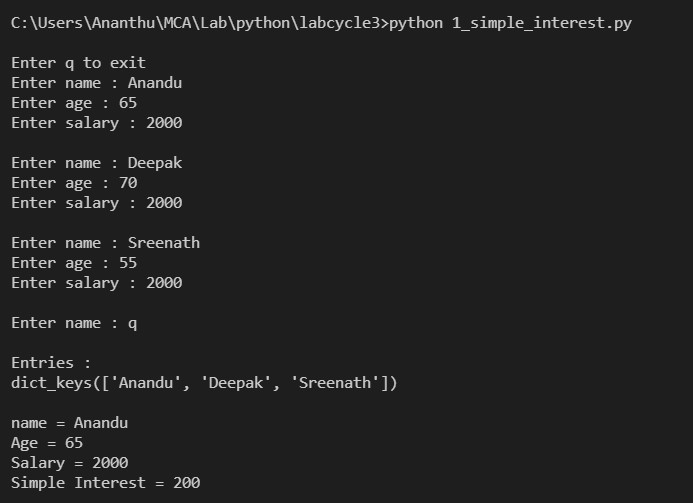 C:\Users\Ananthu\MCA\Lab\python\labcycle3>python 1_simple_interest.py
Enter q to exit
Enter name : Anandu
Enter age : 65
Enter salary : 2000
Enter name : Deepak
Enter age : 70
Enter salary : 2000
Enter name : Sreenath
Enter age : 55
Enter salary : 2000
Enter name : q
Entries :
dict_keys(['Anandu', 'Deepak', 'Sreenath'])
name = Anandu
Age = 65
Salary = 2000
Simple Interest = 200